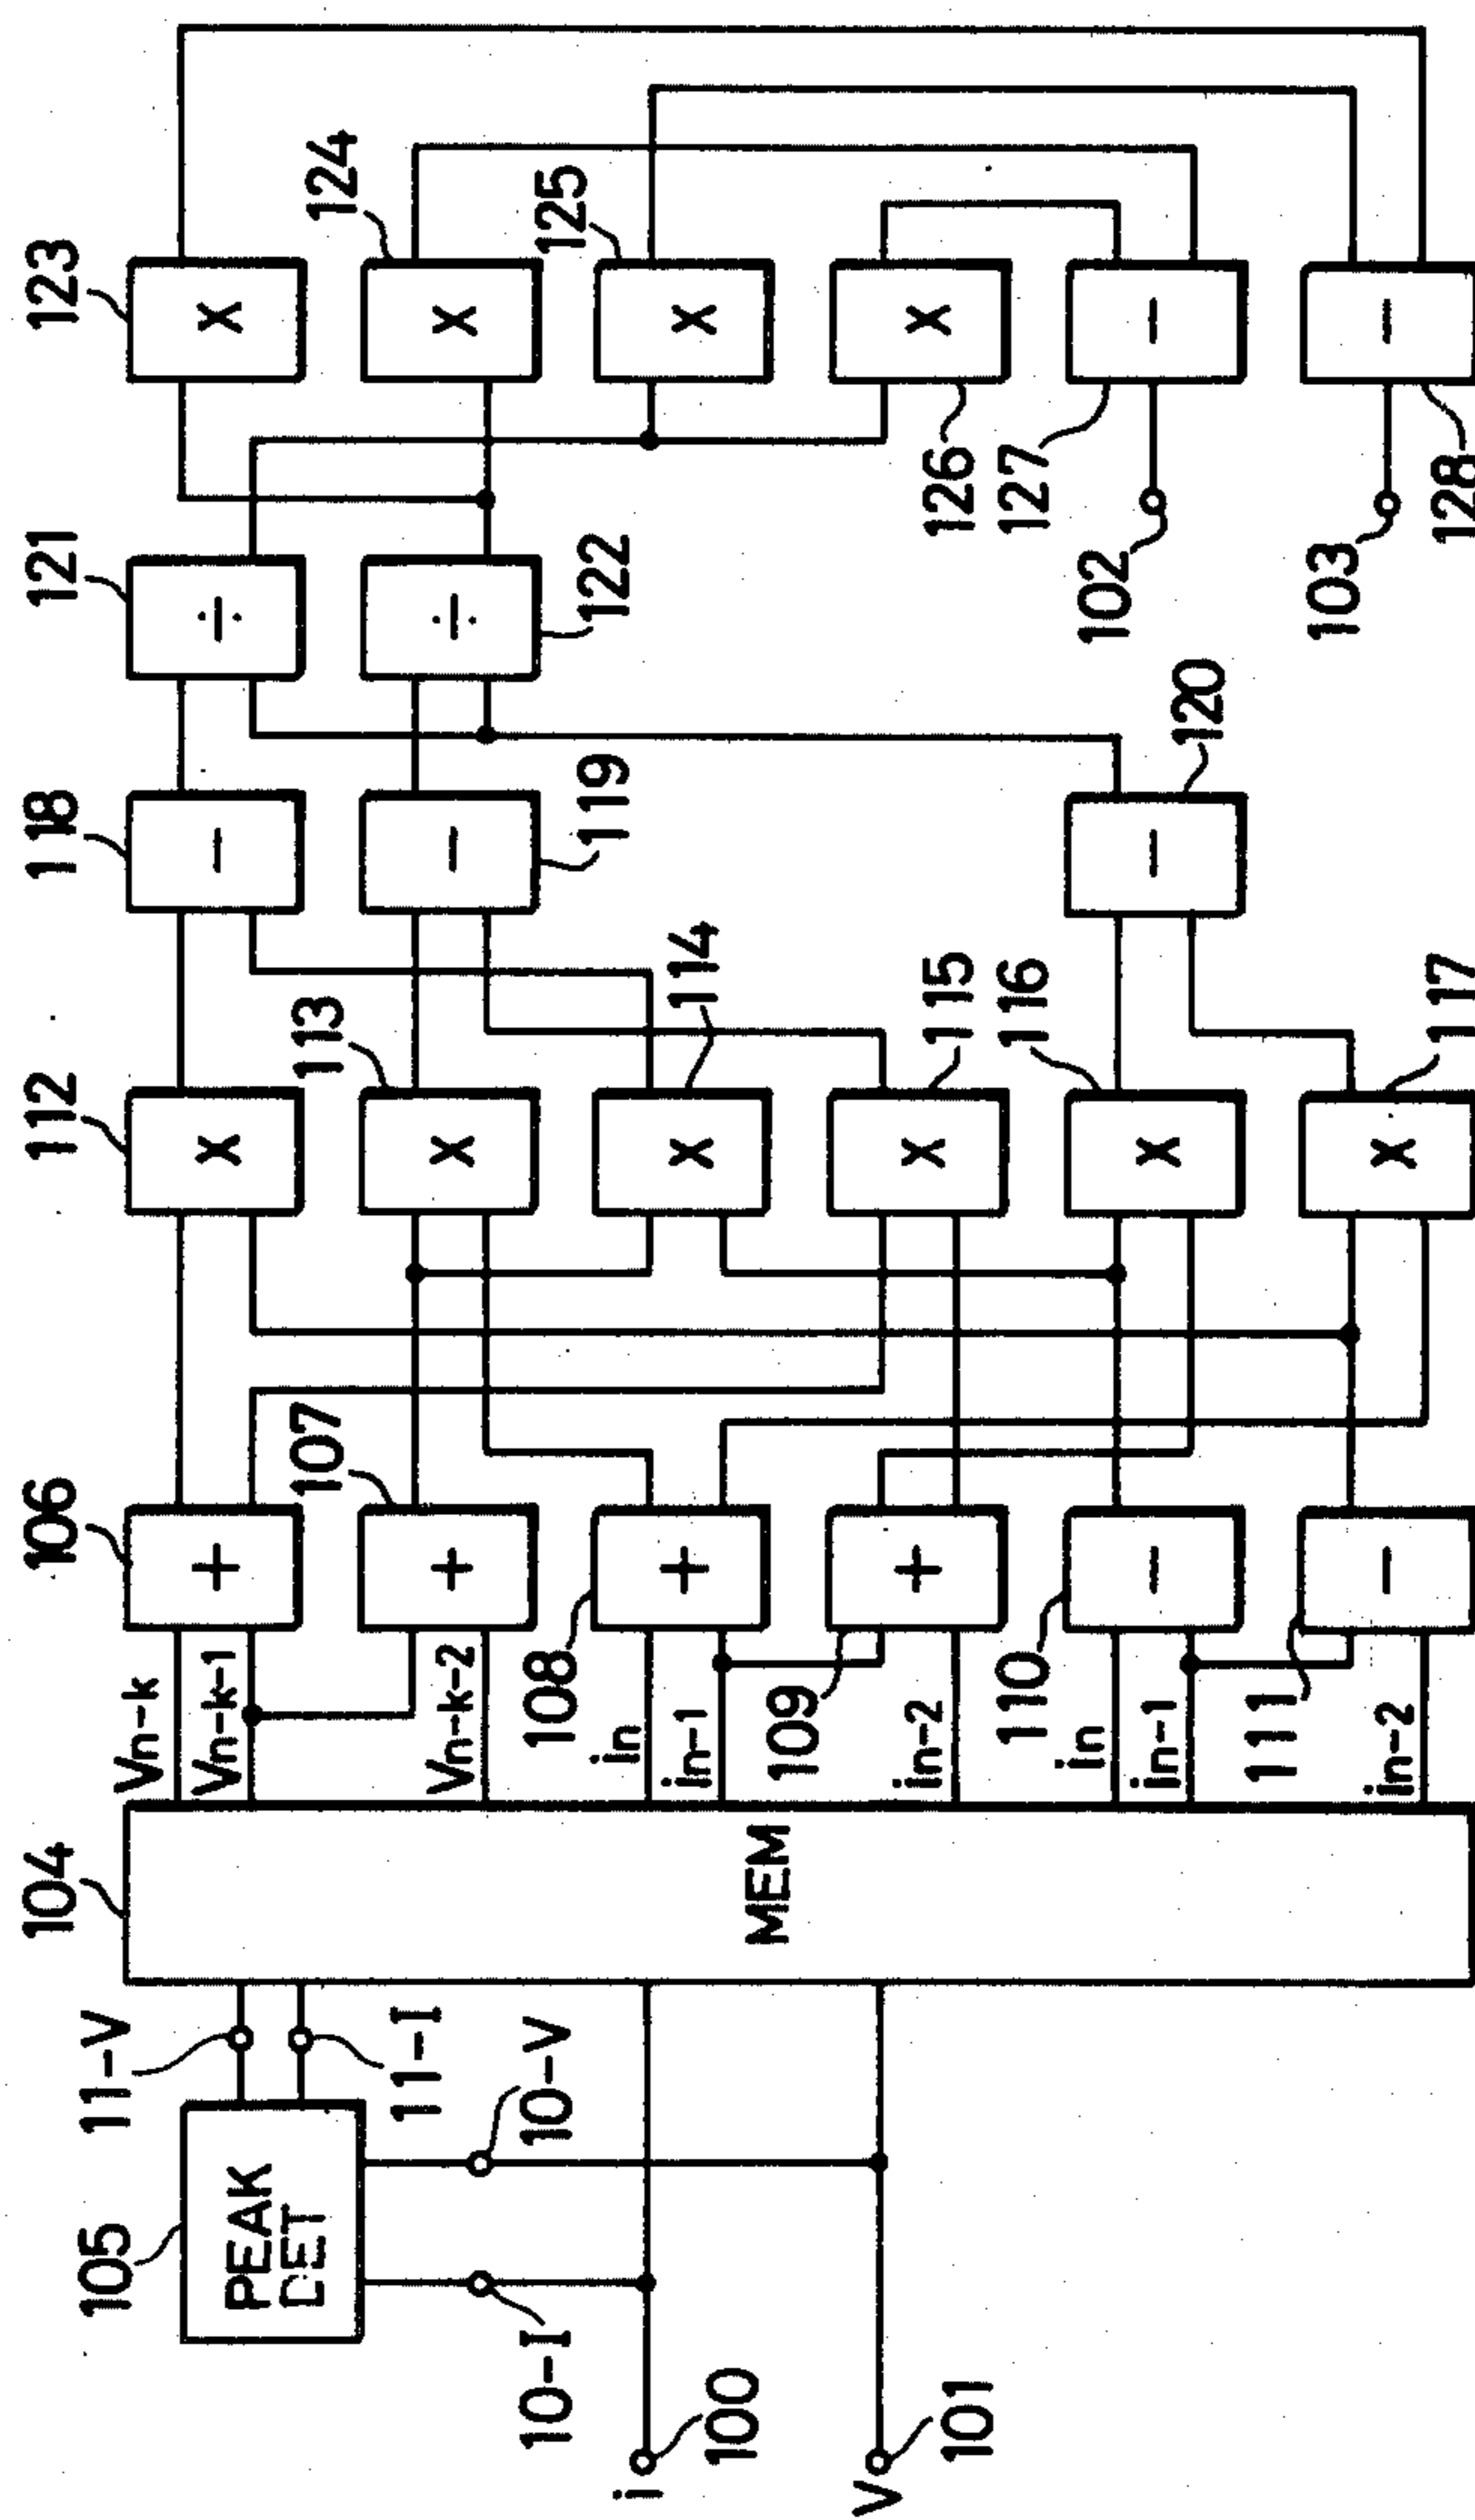 i
100
V
101
10-I
10-V
105
PEAK
DET
11-V
11-I
104
MEM
Vn-k
Vn-k-1
Vn-k-2
in
in-1
in-2
in
in-1
in-2
106
+
107
+
108
+
109
+
110
−
111
−
112
x
113
x
114
x
115
x
116
x
117
x
118
−
119
−
120
−
121
÷
122
÷
123
x
124
x
125
x
126
x
127
−
128
−
102
103